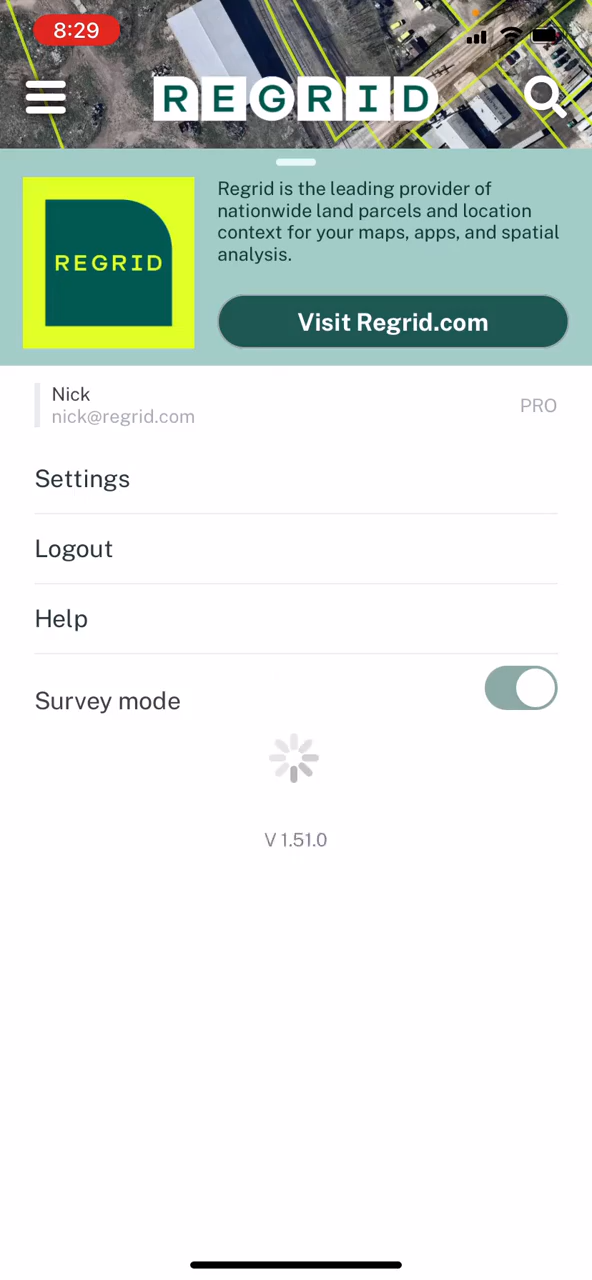 8:29
REGRID
REGRID
Regrid is the leading provider of
nationwide land parcels and location
context for your maps, apps, and spatial
analysis.
Visit Regrid.com
Nick
nick@regrid.com
PRO
Settings
Logout
Help
Survey mode
V 1.51.0